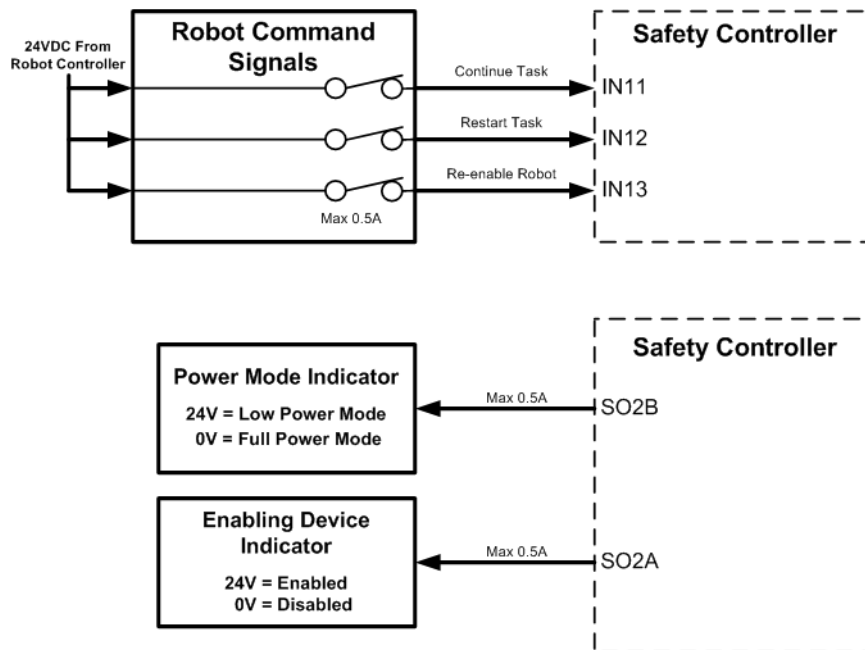 24VDC From
Robot Controller
Robot Command
Signals
Max 0.5A
Continue Task
Restart Task
Re-enable Robot
Safety Controller
IN11
IN12
IN13
Power Mode Indicator
24V = Low Power Mode
0V = Full Power Mode
Max 0.5A
Safety Controller
SO2B
Enabling Device
Indicator
24V = Enabled
0V = Disabled
Max 0.5A
SO2A